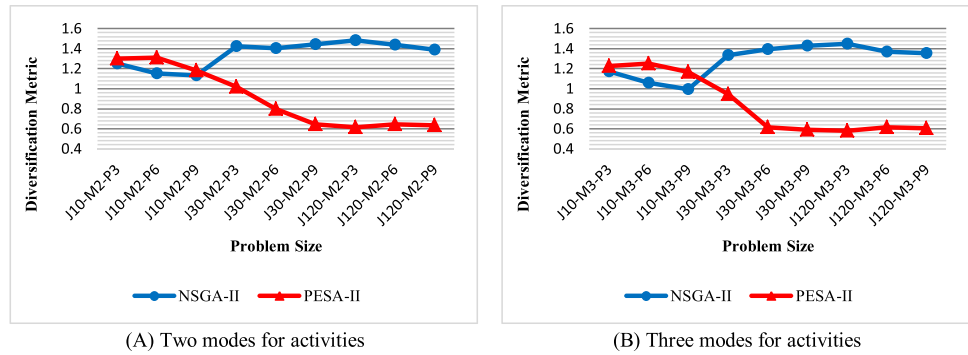 Diversification Metric
1.6
1.4
1.2
1
0.8
0.6
0.4
J10-M2-P3
J10-M2-P6
J10-M2-P9
J30-M2-P3
J30-M2-P6
J30-M2-P9
J120-M2-P3
J120-M2-P6
J120-M2-P9
Problem Size
NSGA-II PESA-II
(A) Two modes for activities
Diversification Metric
1.6
1.4
1.2
1
0.8
0.6
0.4
J10-M3-P3
J10-M3-P6
J10-M3-P9
J30-M3-P3
J30-M3-P6
J30-M3-P9
J120-M3-P3
J120-M3-P6
J120-M3-P9
Problem Size
NSGA-II PESA-II
(B) Three modes for activities